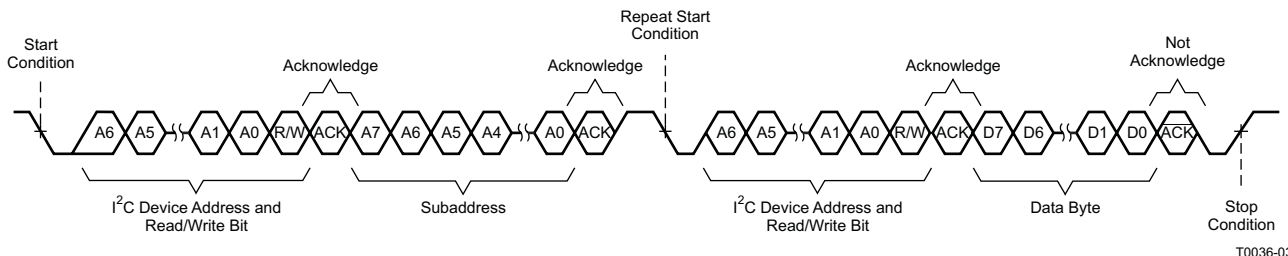 Repeat Start
Condition
Start
Condition
Not
Acknowledge
Acknowledge
Acknowledge
Acknowledge
A6 A5 A1 A0 R/W ACK A7 A6 A5 A4 A0 ACK A6 A5 A1 A0 R/W ACK D7 D6 D1 D0 ACK
I²C Device Address and
Read/Write Bit
Subaddress
I²C Device Address and
Read/Write Bit
Data Byte
Stop
Condition